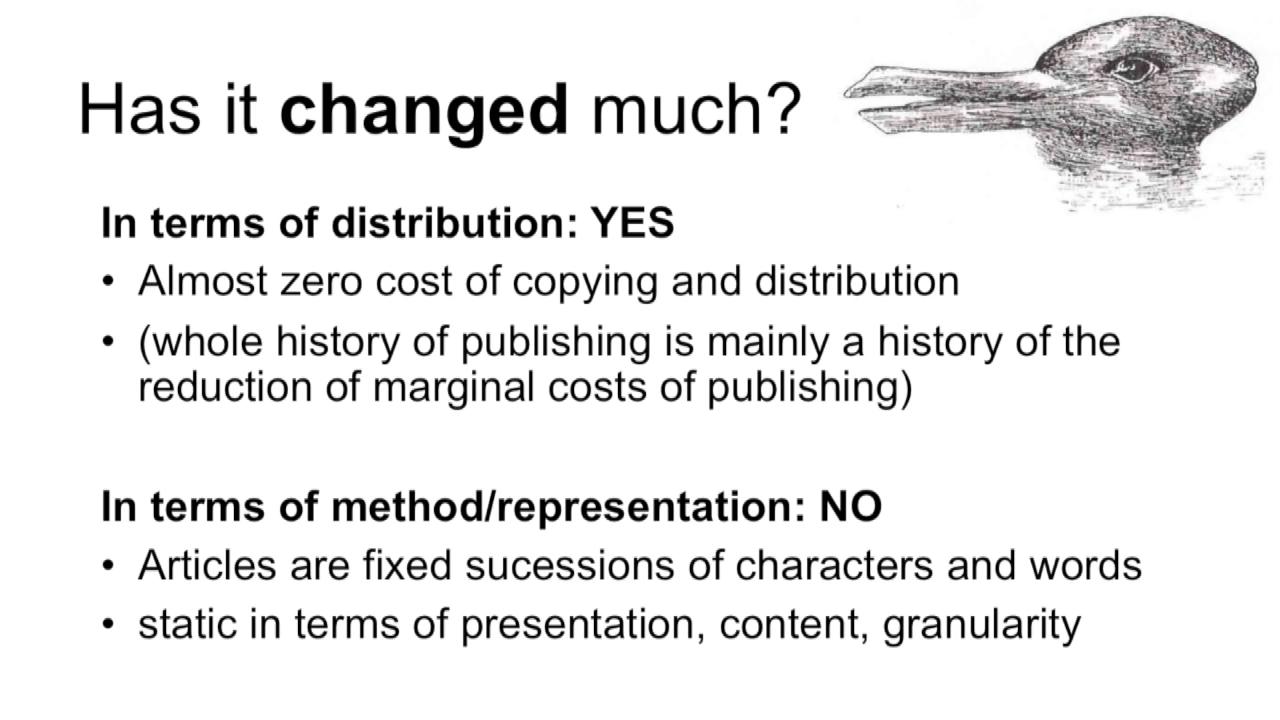 Has it changed much?
In terms of distribution: YES
• Almost zero cost of copying and distribution
• (whole history of publishing is mainly a history of the
reduction of marginal costs of publishing)
In terms of method/representation: NO
• Articles are fixed sucessions of characters and words
• static in terms of presentation, content, granularity